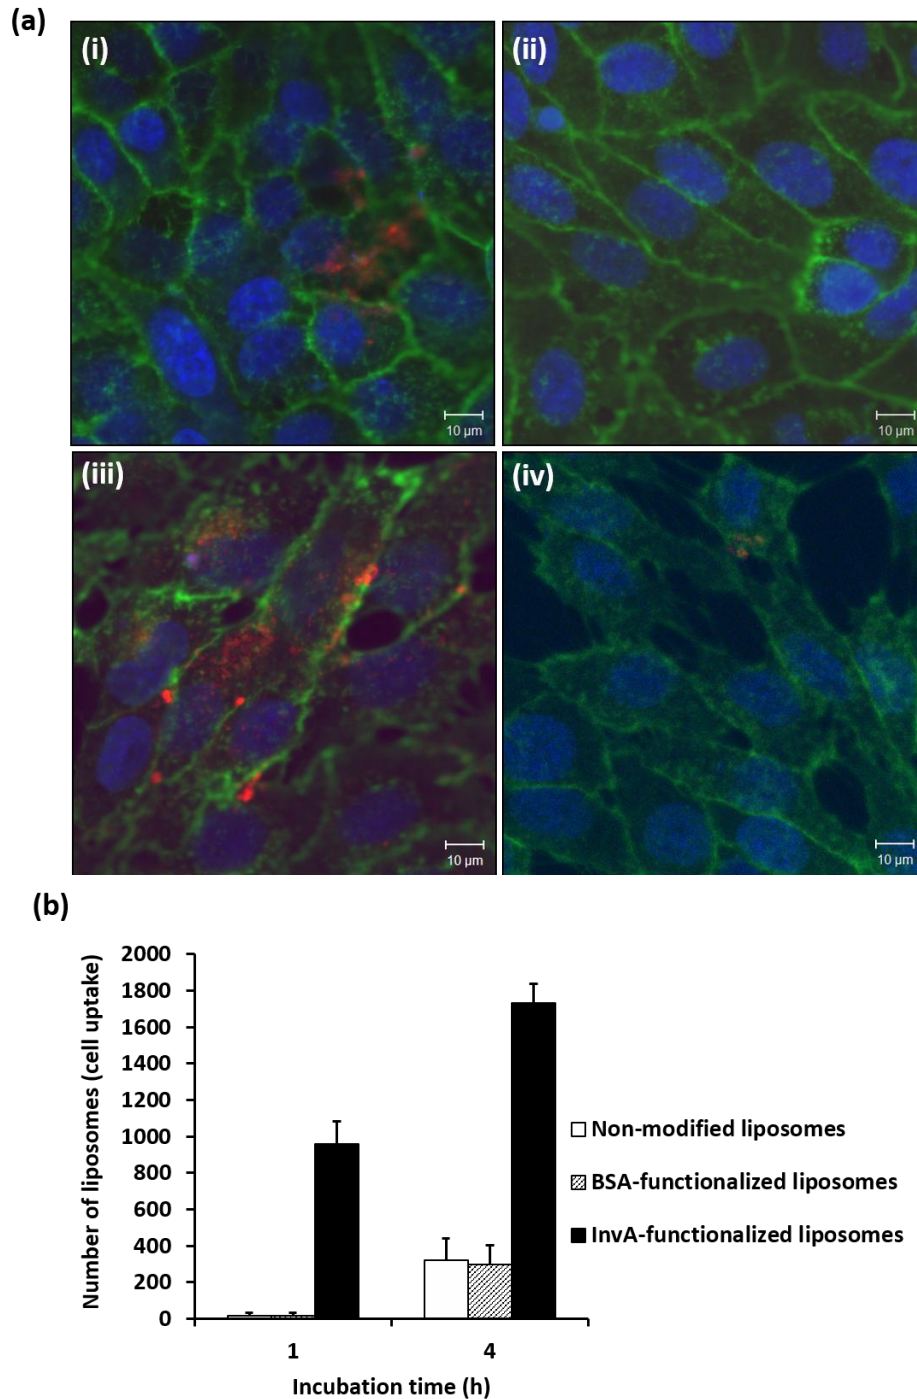 (a)
(i)
(ii)
10 µm
10 µm
(iii)
(iv)
10 µm
10 µm
(b)
Number of liposomes (cell uptake)
2000
1800
1600
1400
1200
1000
800
600
400
200
0
1
4
Incubation time (h)
Non-modified liposomes
BSA-functionalized liposomes
InvA-functionalized liposomes